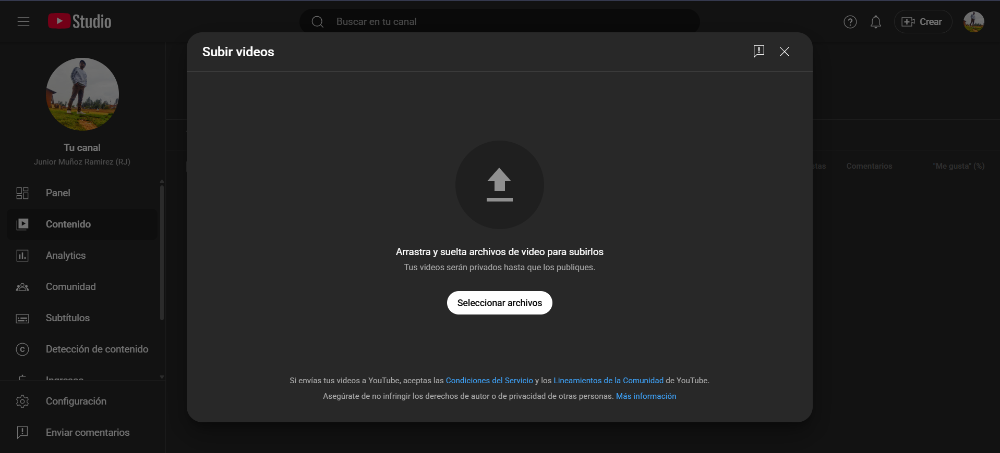 Studio
Buscar en tu canal
Crear
Subir videos
Tu canal
Junior Muñoz Ramirez (RJ)
Comentarios
"Me gusta" (%)
Panel
Contenido
Analytics
Comunidad
Subtítulos
Detección de contenido
Configuración
Enviar comentarios
Arrastra y suelta archivos de video para subirlos
Tus videos serán privados hasta que los publiques.
Seleccionar archivos
Si envías tus videos a YouTube, aceptas las Condiciones del Servicio y los Lineamientos de la Comunidad de YouTube.
Asegúrate de no infringir los derechos de autor o de privacidad de otras personas. Más información